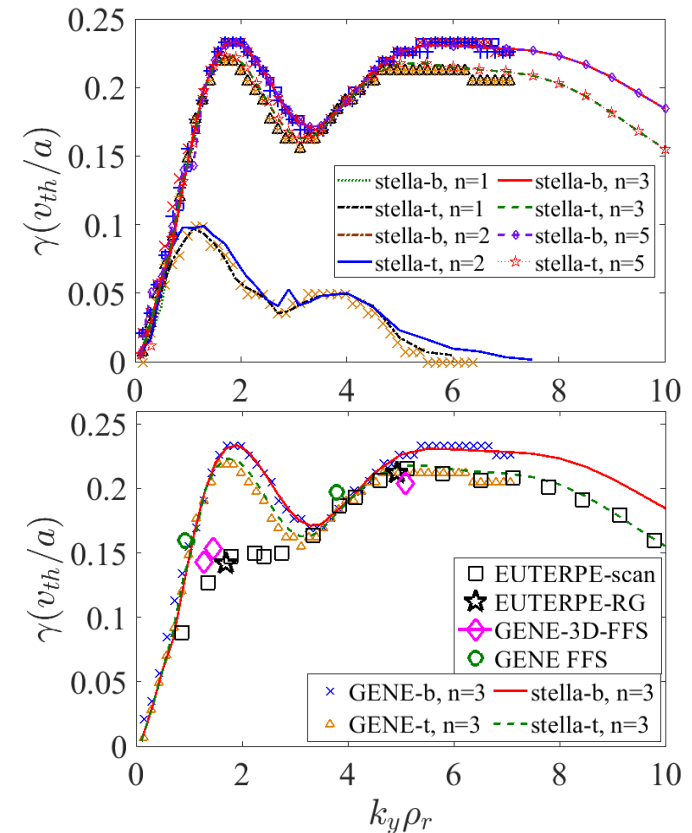 0.25
0.2
0.15
0.1
0.05
0
γ(v_th/a)
stella-b, n=1
stella-t, n=1
stella-b, n=2
stella-t, n=2
stella-b, n=3
stella-t, n=3
stella-b, n=5
stella-t, n=5
0 2 4 6 8 10
0.25
0.2
0.15
0.1
0.05
0
γ(v_th/a)
EUTERPE-scan
EUTERPE-RG
GENE-3D-FFS
GENE FFS
GENE-b, n=3 stella-b, n=3
GENE-t, n=3 stella-t, n=3
0 2 4 6 8 10
k_yρ_r